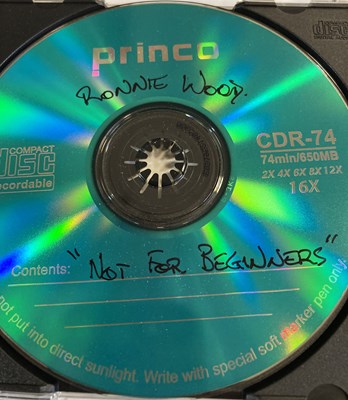 princo
RONNIE WOOD.
COMPACT
disc
Recordable
CDR-74
74min/650MB
2X 4X 6X 8X 12X
16X
Contents: "NOT FOR BEGINNERS"
not put into direct sunlight. Write with special soft marker pen only.